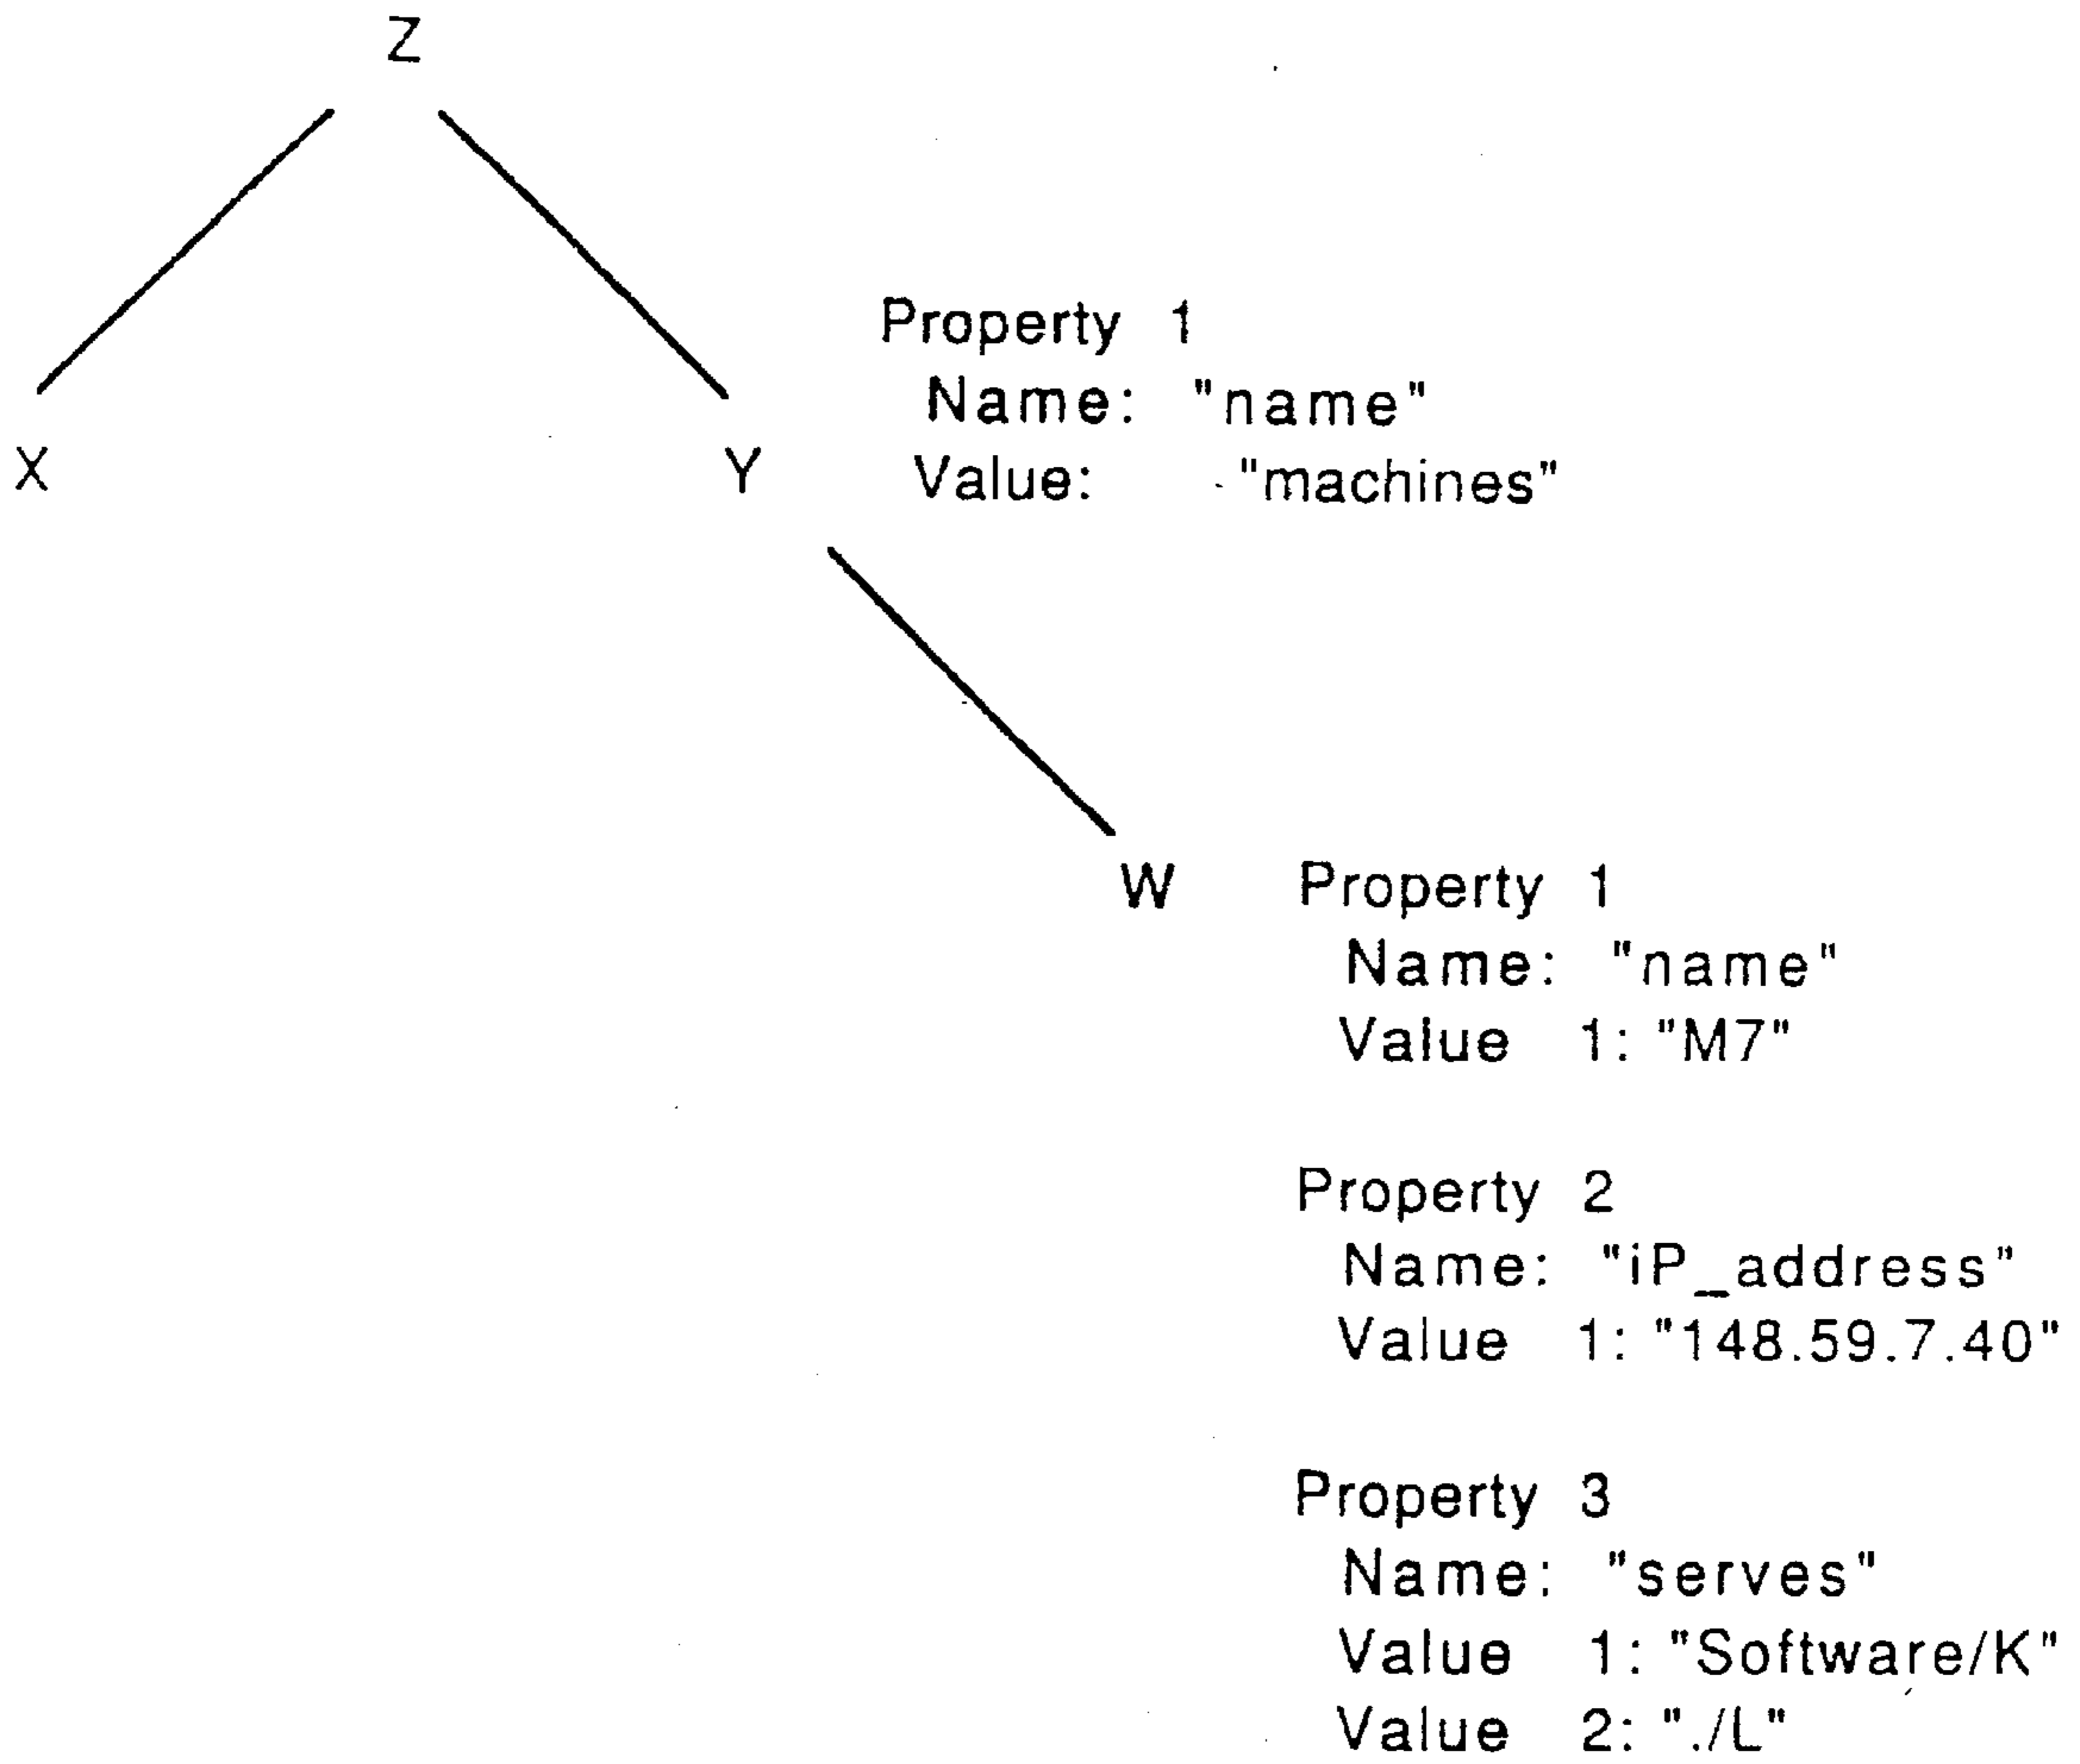 Z
X
Y
Property 1
Name: "name"
Value: "machines"
W
Property 1
Name: "name"
Value 1: "M7"
Property 2
Name: "iP_address"
Value 1: "148.59.7.40"
Property 3
Name: "serves"
Value 1: "Software/K"
Value 2: "./L"